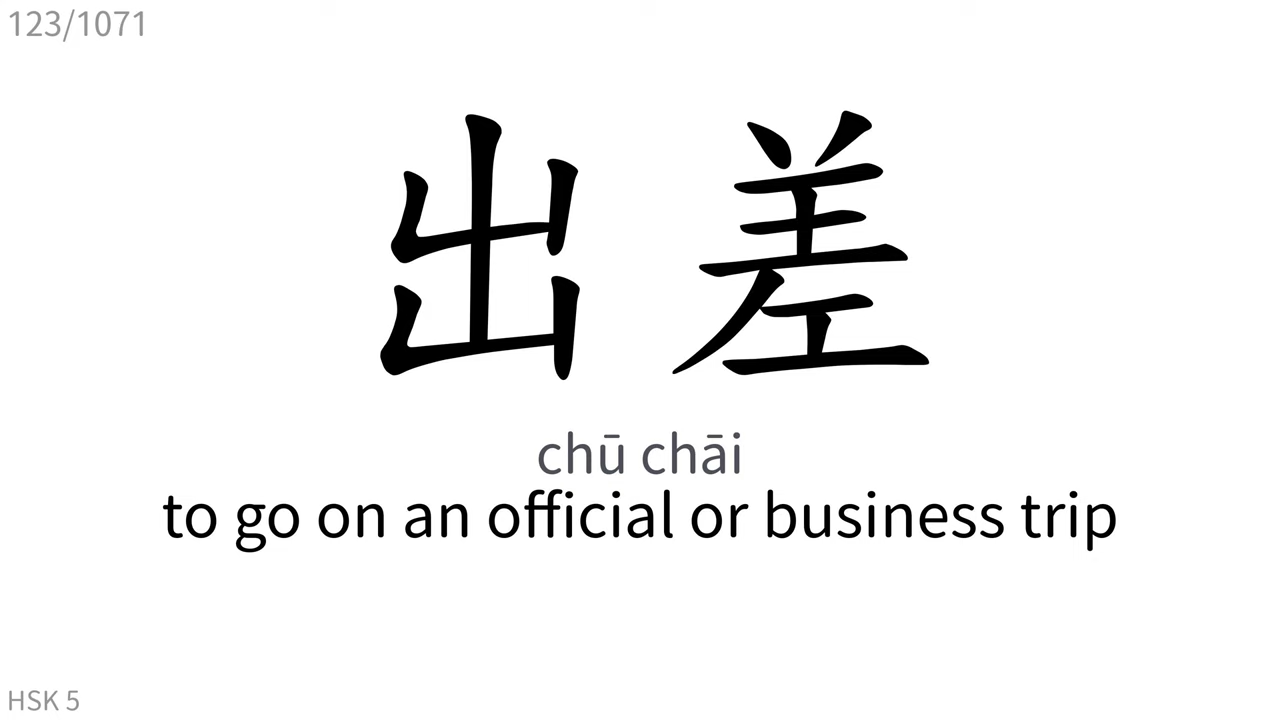 123/1071
出差
chū chāi
to go on an official or business trip
HSK 5